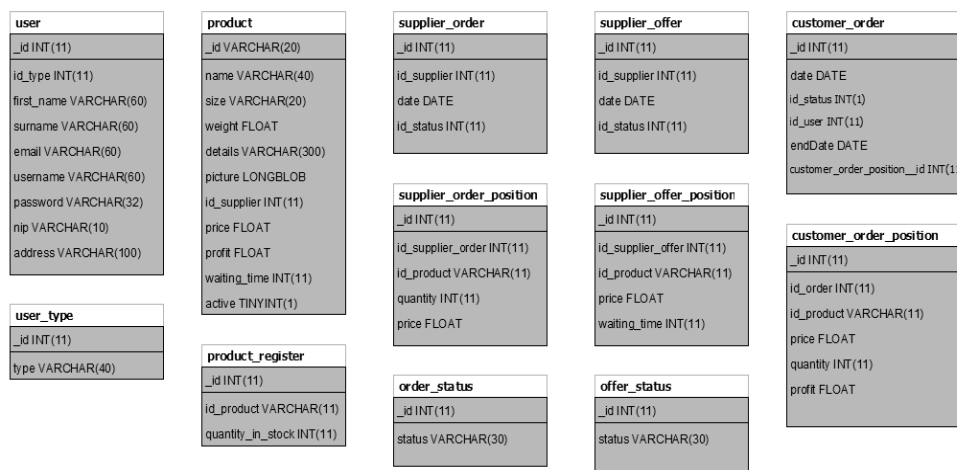 user
_id INT(11)
id_type INT(11)
first_name VARCHAR(60)
surname VARCHAR(60)
email VARCHAR(60)
username VARCHAR(60)
password VARCHAR(32)
nip VARCHAR(10)
address VARCHAR(100)
user_type
_id INT(11)
type VARCHAR(40)
product
_id VARCHAR(20)
name VARCHAR(40)
size VARCHAR(20)
weight FLOAT
details VARCHAR(300)
picture LONGBLOB
id_supplier INT(11)
price FLOAT
profit FLOAT
waiting_time INT(11)
active TINYINT(1)
product_register
_id INT(11)
id_product VARCHAR(11)
quantity_in_stock INT(11)
supplier_order
_id INT(11)
id_supplier INT(11)
date DATE
id_status INT(11)
supplier_order_position
_id INT(11)
id_supplier_order INT(11)
id_product VARCHAR(11)
quantity INT(11)
price FLOAT
order_status
_id INT(11)
status VARCHAR(30)
supplier_offer
_id INT(11)
id_supplier INT(11)
date DATE
id_status INT(11)
supplier_offer_position
_id INT(11)
id_supplier_offer INT(11)
id_product VARCHAR(11)
price FLOAT
waiting_time INT(11)
offer_status
_id INT(11)
status VARCHAR(30)
customer_order
_id INT(11)
date DATE
id_status INT(1)
id_user INT(11)
endDate DATE
customer_order_position__id INT(1
customer_order_position
_id INT(11)
id_order INT(11)
id_product VARCHAR(11)
price FLOAT
quantity INT(11)
profit FLOAT